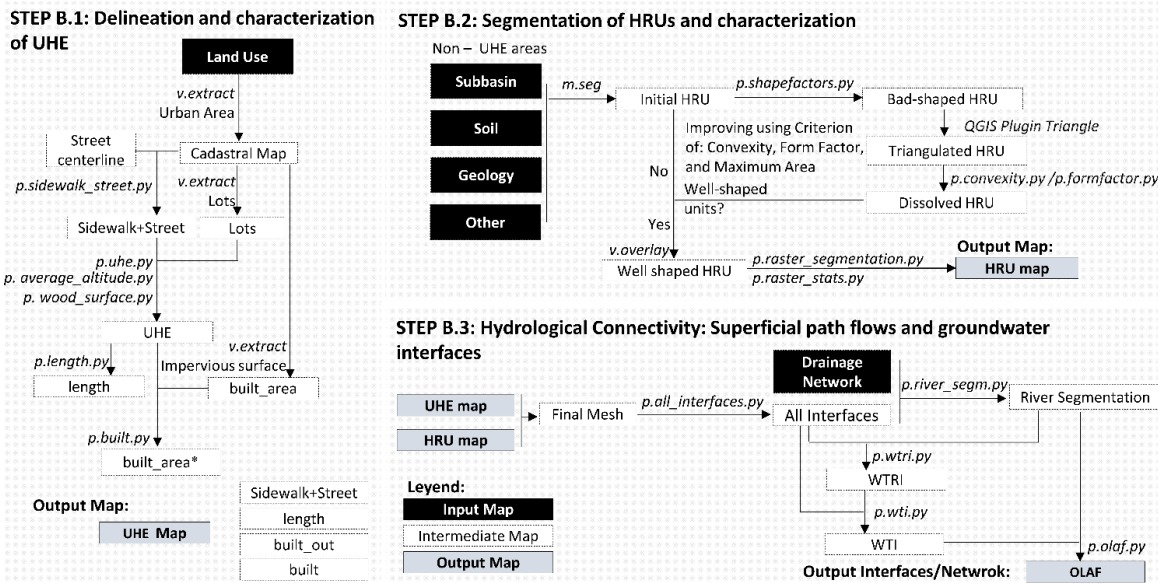 STEP B.1: Delineation and characterization
of UHE
Land Use
v.extract
Urban Area
Street
centerline
Cadastral Map
p.sidewalk_street.py
v.extract
Lots
Sidewalk+Street
Lots
p.uhe.py
p. average_altitude.py
p. wood_surface.py
UHE
v.extract
p.length.py
Impervious surface
length
built_area
p.built.py
built_area*
Output Map:
UHE Map
Sidewalk+Street
length
built_out
built
STEP B.2: Segmentation of HRUs and characterization
Non – UHE areas
Subbasin
Soil
Geology
Other
m.seg
Initial HRU
p.shapefactors.py
Bad-shaped HRU
QGIS Plugin Triangle
Improving using Criterion
of: Convexity, Form Factor,
and Maximum Area
Triangulated HRU
No
p.convexity.py /p.formfactor.py
Well-shaped
units?
Dissolved HRU
Yes
v.overlay
Well shaped HRU
p.raster_segmentation.py
p.raster_stats.py
Output Map:
HRU map
STEP B.3: Hydrological Connectivity: Superficial path flows and groundwater
interfaces
Drainage
Network
p.river_segm.py
UHE map
HRU map
Final Mesh
p.all_interfaces.py
All Interfaces
River Segmentation
p.wtri.py
WTRI
p.wti.py
WTI
p.olaf.py
Leyend:
Input Map
Intermediate Map
Output Map
Output Interfaces/Netwrok:
OLAF